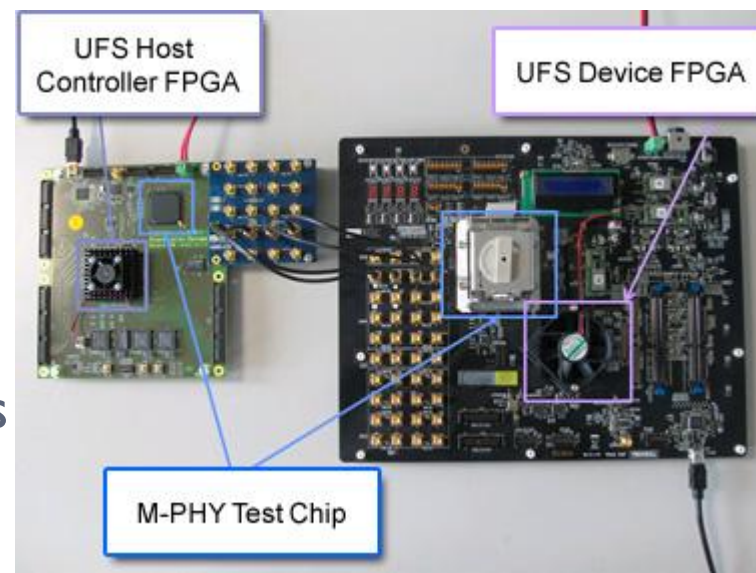 UFS Host
Controller FPGA
UFS Device FPGA
s
M-PHY Test Chip